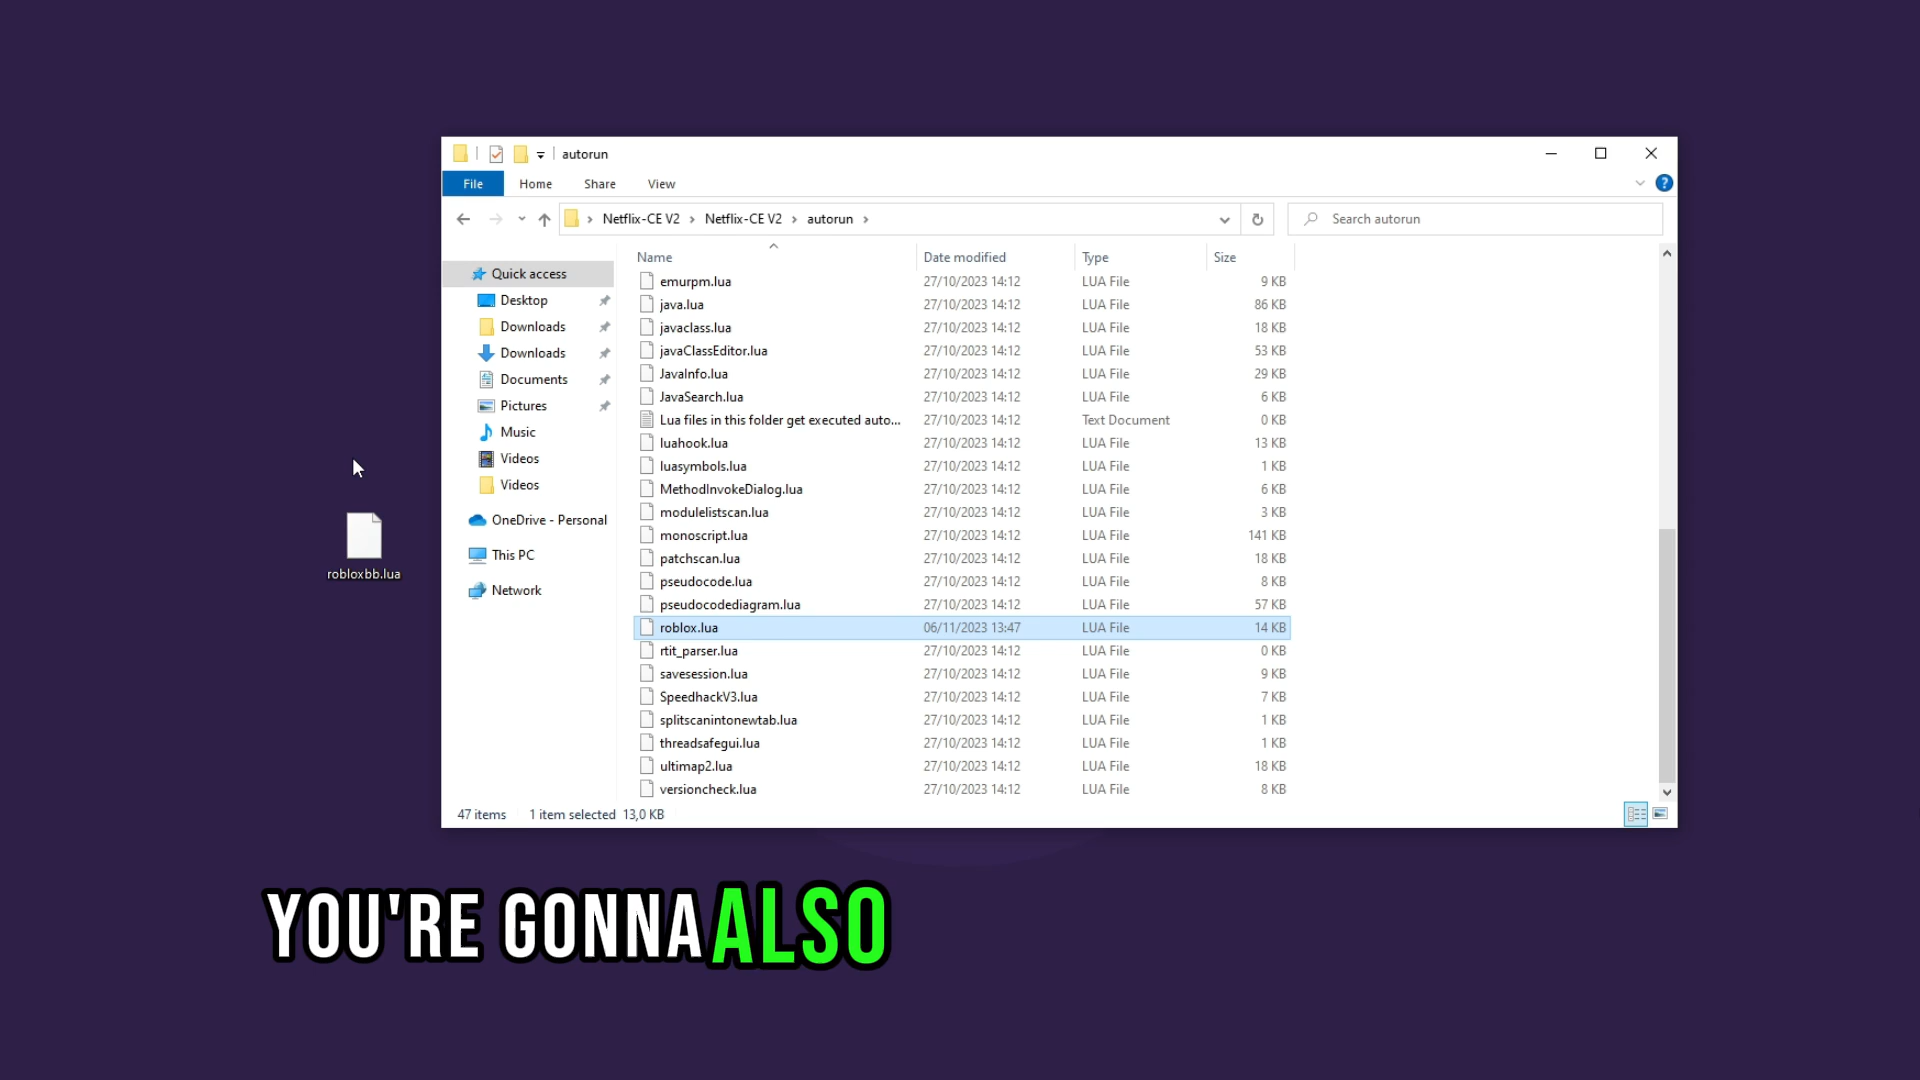 autorun
File Home Share View
Netflix-CE V2 > Netflix-CE V2 > autorun >
Search autorun
Name Date modified Type Size
Quick access
Desktop
Downloads
Downloads
Documents
Pictures
Music
Videos
Videos
OneDrive - Personal
This PC
Network
emurpm.lua 27/10/2023 14:12 LUA File 9 KB
java.lua 27/10/2023 14:12 LUA File 86 KB
javaclass.lua 27/10/2023 14:12 LUA File 18 KB
javaClassEditor.lua 27/10/2023 14:12 LUA File 53 KB
JavaInfo.lua 27/10/2023 14:12 LUA File 29 KB
JavaSearch.lua 27/10/2023 14:12 LUA File 6 KB
Lua files in this folder get executed auto... 27/10/2023 14:12 Text Document 0 KB
luahook.lua 27/10/2023 14:12 LUA File 13 KB
luasymbols.lua 27/10/2023 14:12 LUA File 1 KB
MethodInvokeDialog.lua 27/10/2023 14:12 LUA File 6 KB
modulelistscan.lua 27/10/2023 14:12 LUA File 3 KB
monoscript.lua 27/10/2023 14:12 LUA File 141 KB
patchscan.lua 27/10/2023 14:12 LUA File 18 KB
pseudocode.lua 27/10/2023 14:12 LUA File 8 KB
pseudocodediagram.lua 27/10/2023 14:12 LUA File 57 KB
roblox.lua 06/11/2023 13:47 LUA File 14 KB
rtit_parser.lua 27/10/2023 14:12 LUA File 0 KB
savesession.lua 27/10/2023 14:12 LUA File 9 KB
SpeedhackV3.lua 27/10/2023 14:12 LUA File 7 KB
splitscanintonewtab.lua 27/10/2023 14:12 LUA File 1 KB
threadsafegui.lua 27/10/2023 14:12 LUA File 1 KB
ultimap2.lua 27/10/2023 14:12 LUA File 18 KB
versioncheck.lua 27/10/2023 14:12 LUA File 8 KB
47 items 1 item selected 13,0 KB
robloxbb.lua
YOU'RE GONNA ALSO